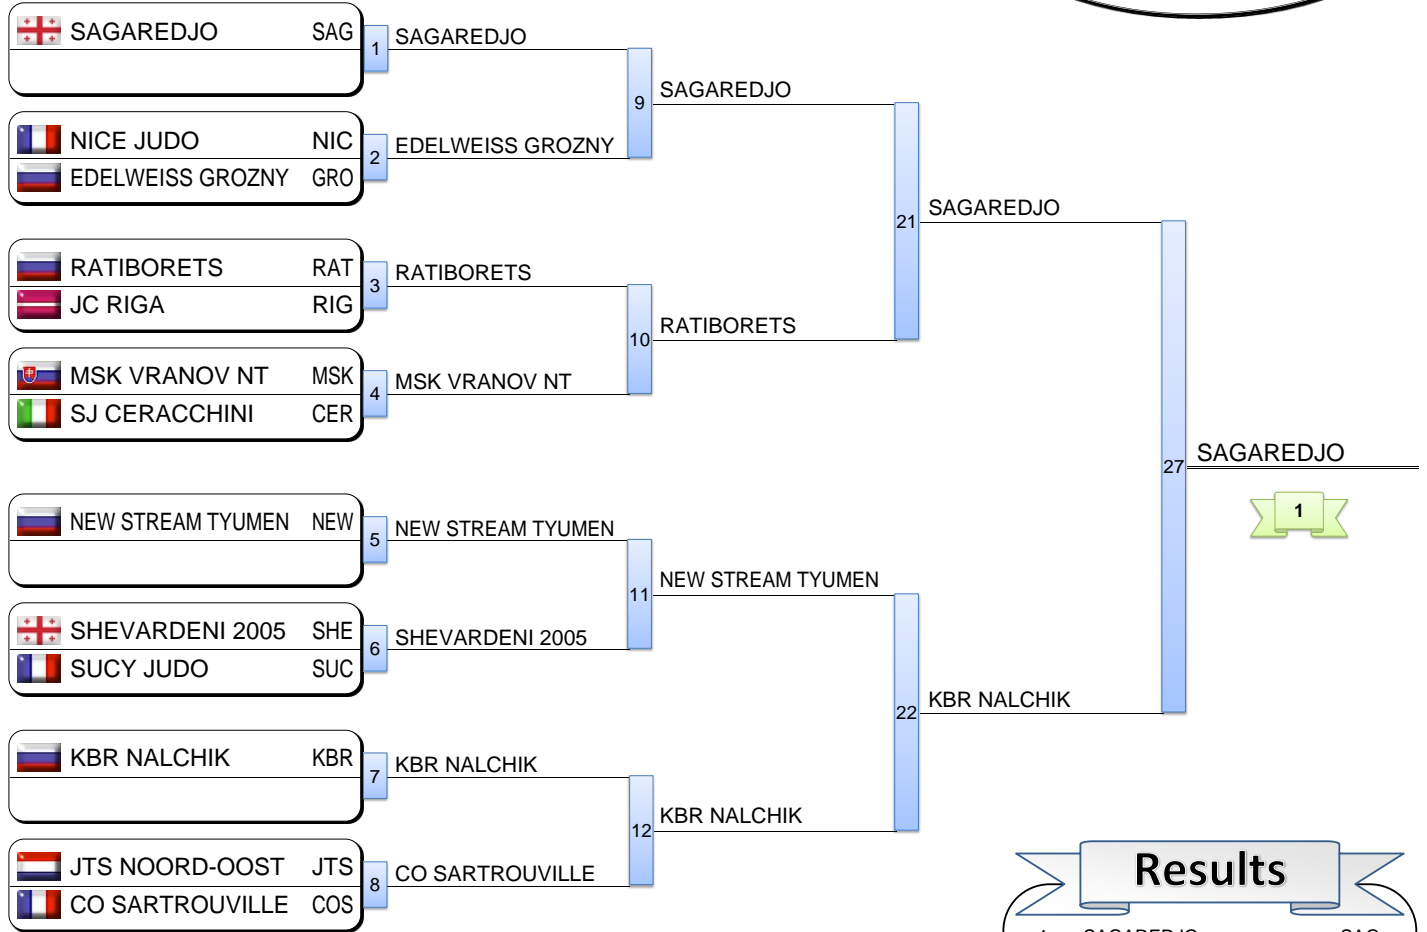 SAGAREDJO SAG
1
NICE JUDO NIC
EDELWEISS GROZNY GRO
2
RATIBORETS RAT
JC RIGA RIG
3
MSK VRANOV NT MSK
SJ CERACCHINI CER
4
NEW STREAM TYUMEN NEW
5
SHEVARDENI 2005 SHE
SUCY JUDO SUC
6
KBR NALCHIK KBR
7
JTS NOORD-OOST JTS
CO SARTROUVILLE COS
8
SAGAREDJO
EDELWEISS GROZNY
9
RATIBORETS
MSK VRANOV NT
10
NEW STREAM TYUMEN
SHEVARDENI 2005
11
KBR NALCHIK
CO SARTROUVILLE
12
SAGAREDJO
RATIBORETS
21
NEW STREAM TYUMEN
KBR NALCHIK
22
SAGAREDJO
KBR NALCHIK
27
SAGAREDJO
1
Results
SAGAREDJO SAG